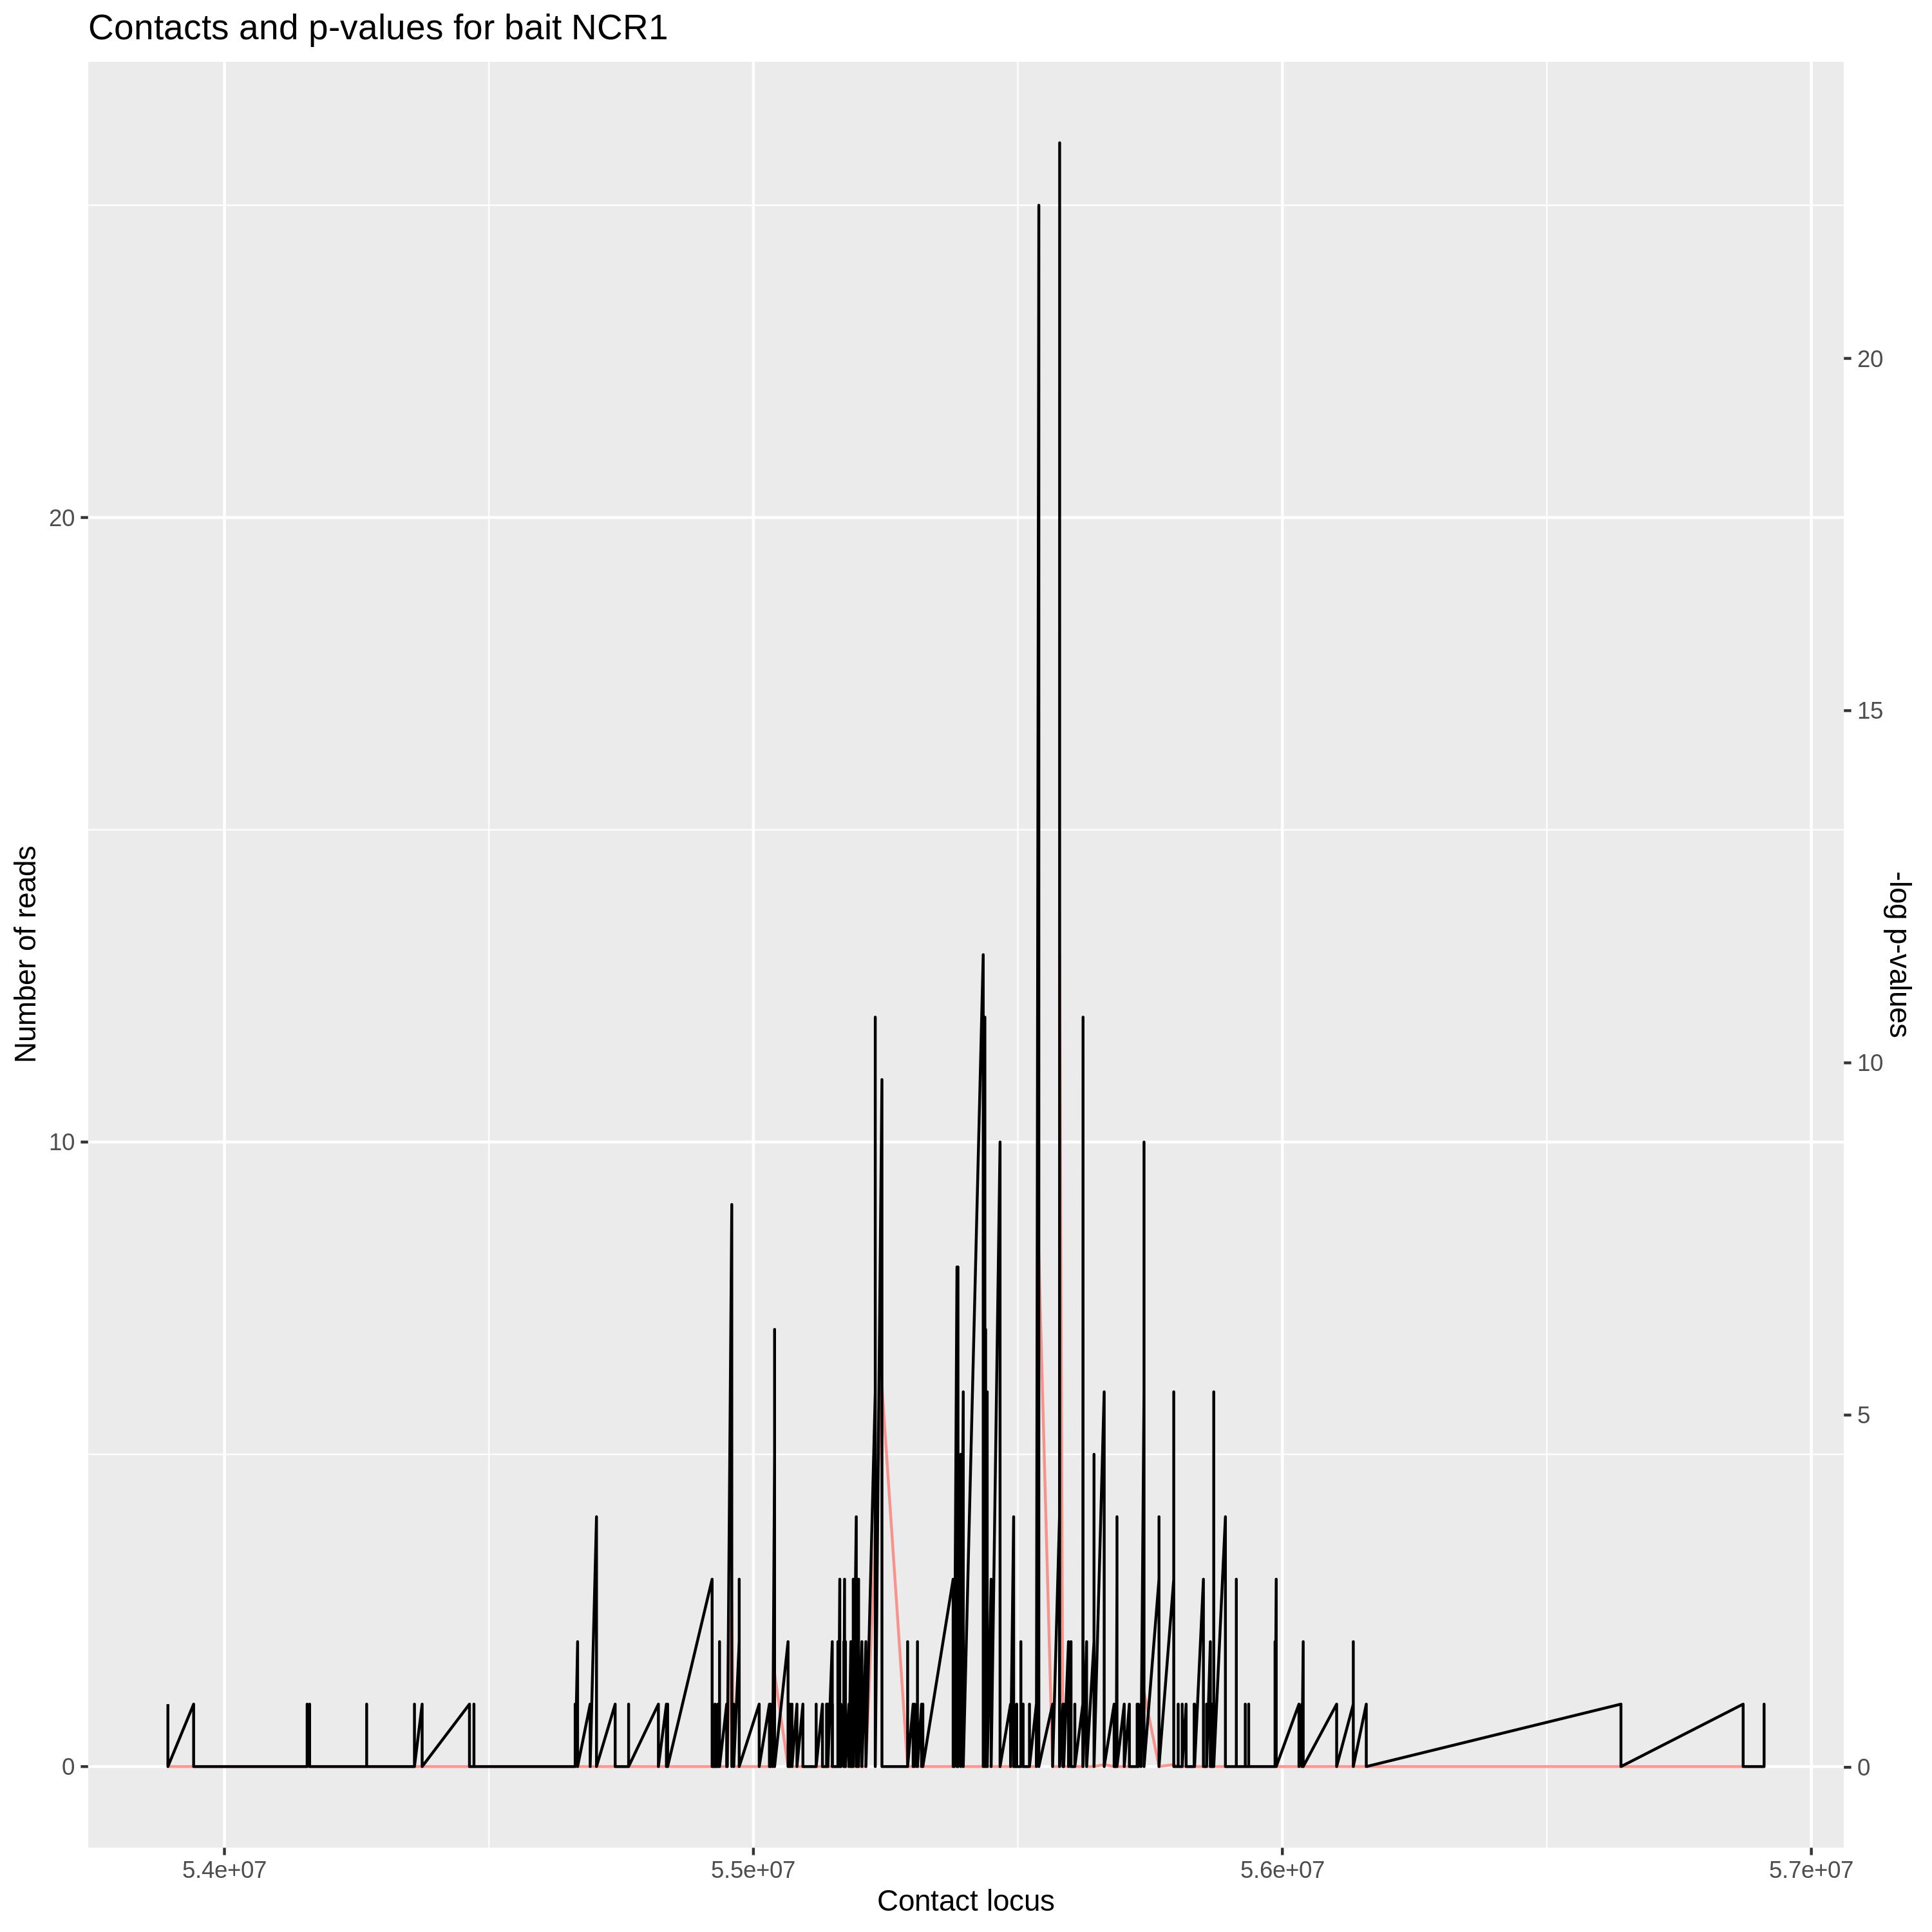 Contacts and p-values for bait NCR1
20
10
0
Number of reads
20
15
10
5
0
-log p-values
5.4e+07
5.5e+07
5.6e+07
5.7e+07
Contact locus